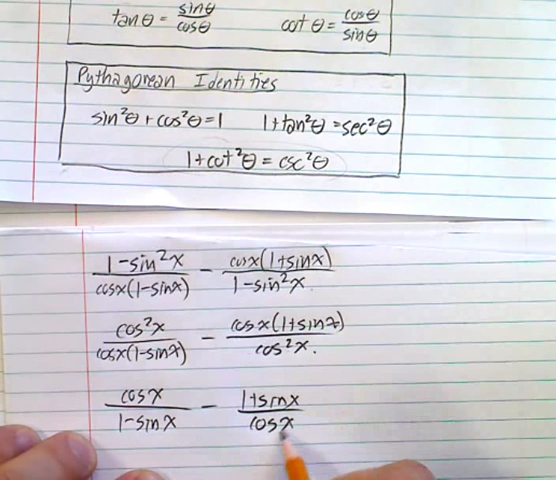 tanθ = sinθ/cosθ   cot θ = cosθ/sinθ
Pythagorean Identities
sin²θ + cos²θ = 1   1 + tan²θ = sec²θ
1 + cot²θ = csc²θ
(1 - sin²x)/(cosx(1 - sinx)) - (cosx(1 + sinx))/(1 - sin²x)
(cos²x)/(cosx(1 - sinx)) - (cosx(1 + sinx))/(cos²x).
(cosx)/(1 - sinx) - (1 + sinx)/(cosx)